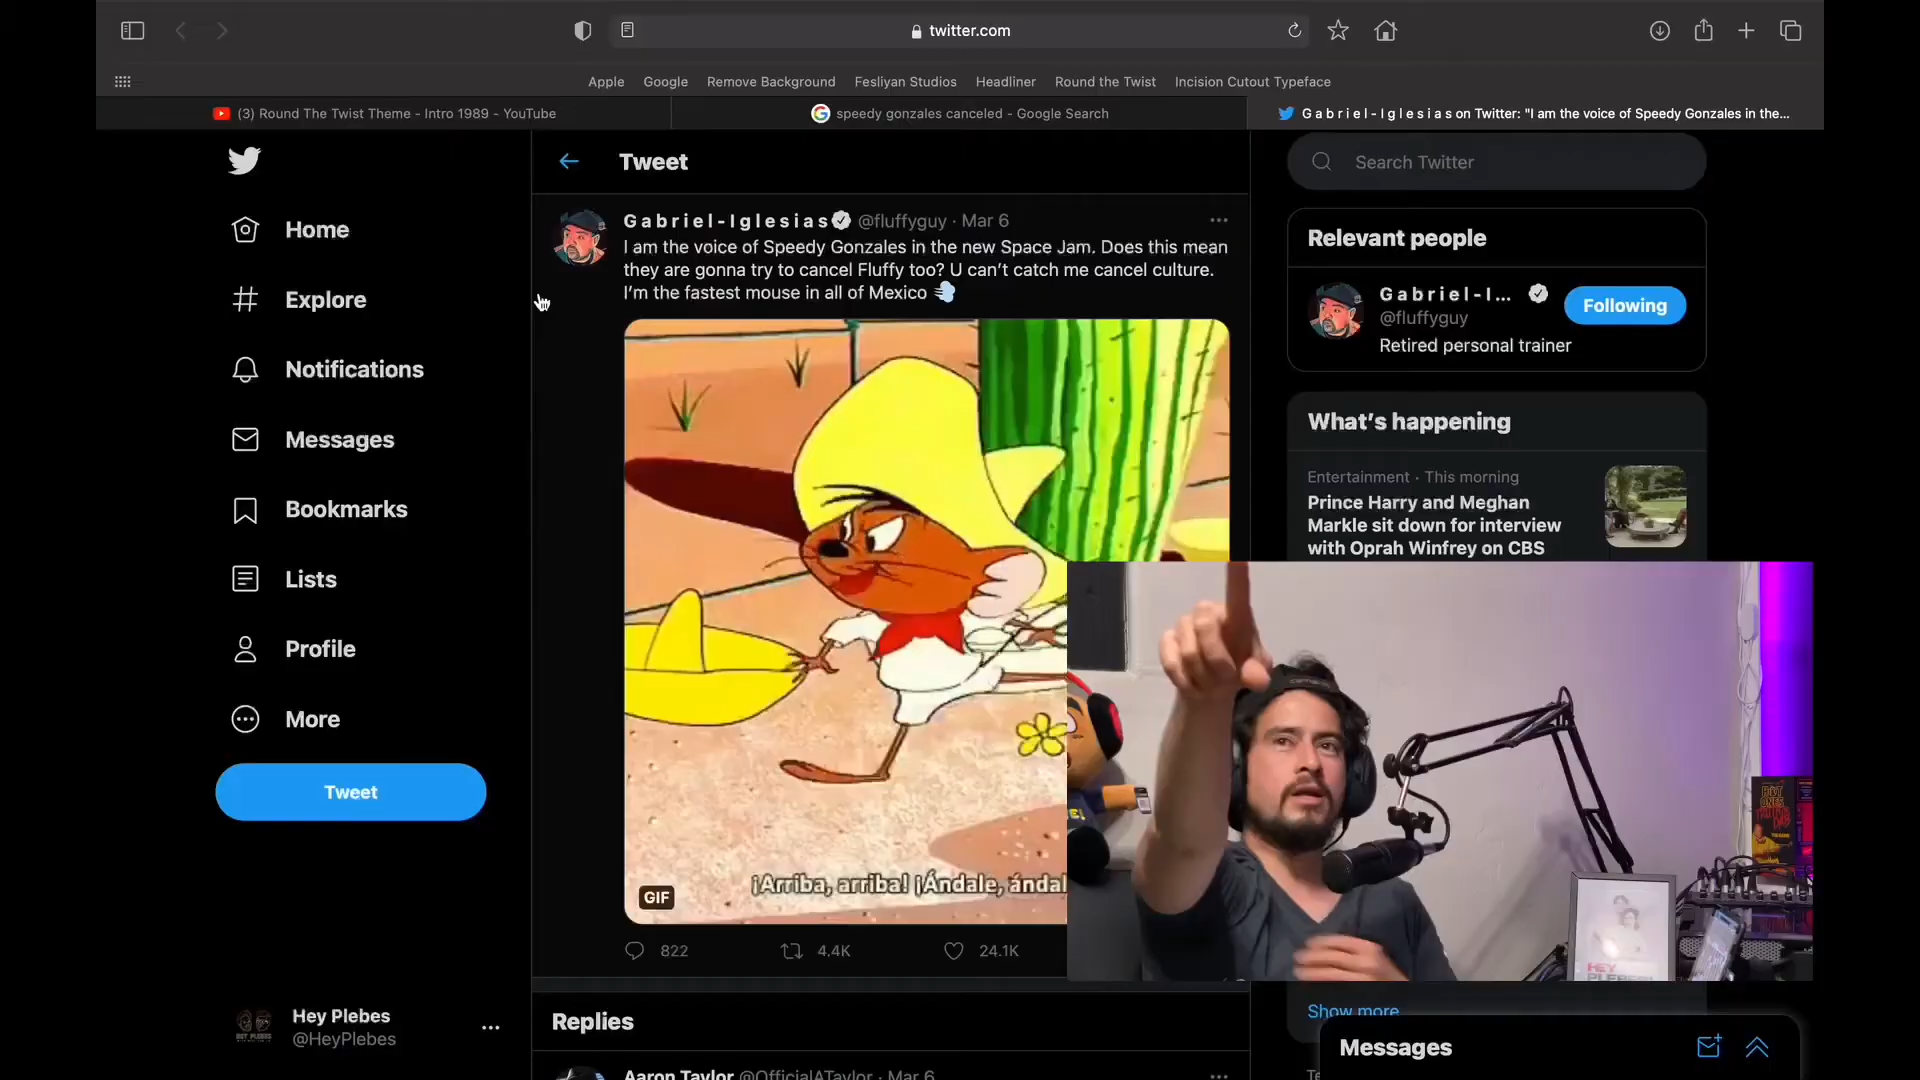 twitter.com
Apple Google Remove Background Fesliyan Studios Headliner Round the Twist Incision Cutout Typeface
(3) Round The Twist Theme - Intro 1989 - YouTube
speedy gonzales canceled - Google Search
G a b r i e l - I g l e s i a s on Twitter: "I am the voice of Speedy Gonzales in the...
Home
Explore
Notifications
Messages
Bookmarks
Lists
Profile
More
Tweet
Hey Plebes
@HeyPlebes
Tweet
G a b r i e l - I g l e s i a s @fluffyguy · Mar 6
I am the voice of Speedy Gonzales in the new Space Jam. Does this mean
they are gonna try to cancel Fluffy too? U can't catch me cancel culture.
I'm the fastest mouse in all of Mexico 💨
¡Arriba, arriba! ¡Ándale, ándal
GIF
822 4.4K 24.1K
Replies
Aaron Taylor @OfficialATaylor · Mar 6
Search Twitter
Relevant people
G a b r i e l - I...
@fluffyguy
Following
Retired personal trainer
What's happening
Entertainment · This morning
Prince Harry and Meghan
Markle sit down for interview
with Oprah Winfrey on CBS
HEY
PLEBES
Show more
Messages